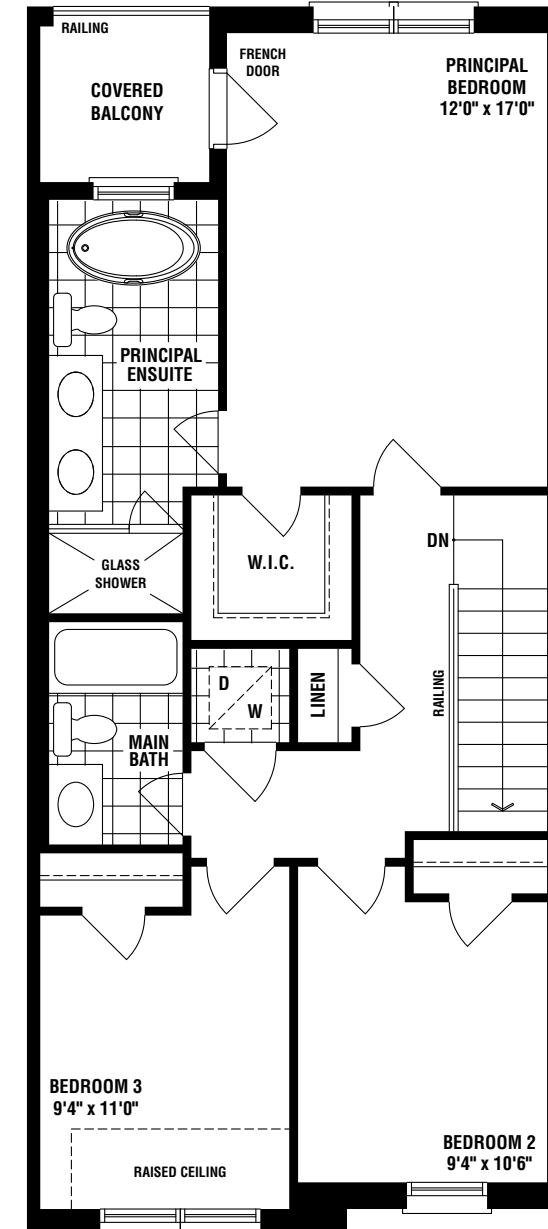 RAILING
COVERED
BALCONY
FRENCH
DOOR
PRINCIPAL
BEDROOM
12'0" x 17'0"
PRINCIPAL
ENSUITE
GLASS
SHOWER
W.I.C.
DN
RAILING
D
W
LINEN
MAIN
BATH
BEDROOM 3
9'4" x 11'0"
RAISED CEILING
BEDROOM 2
9'4" x 10'6"